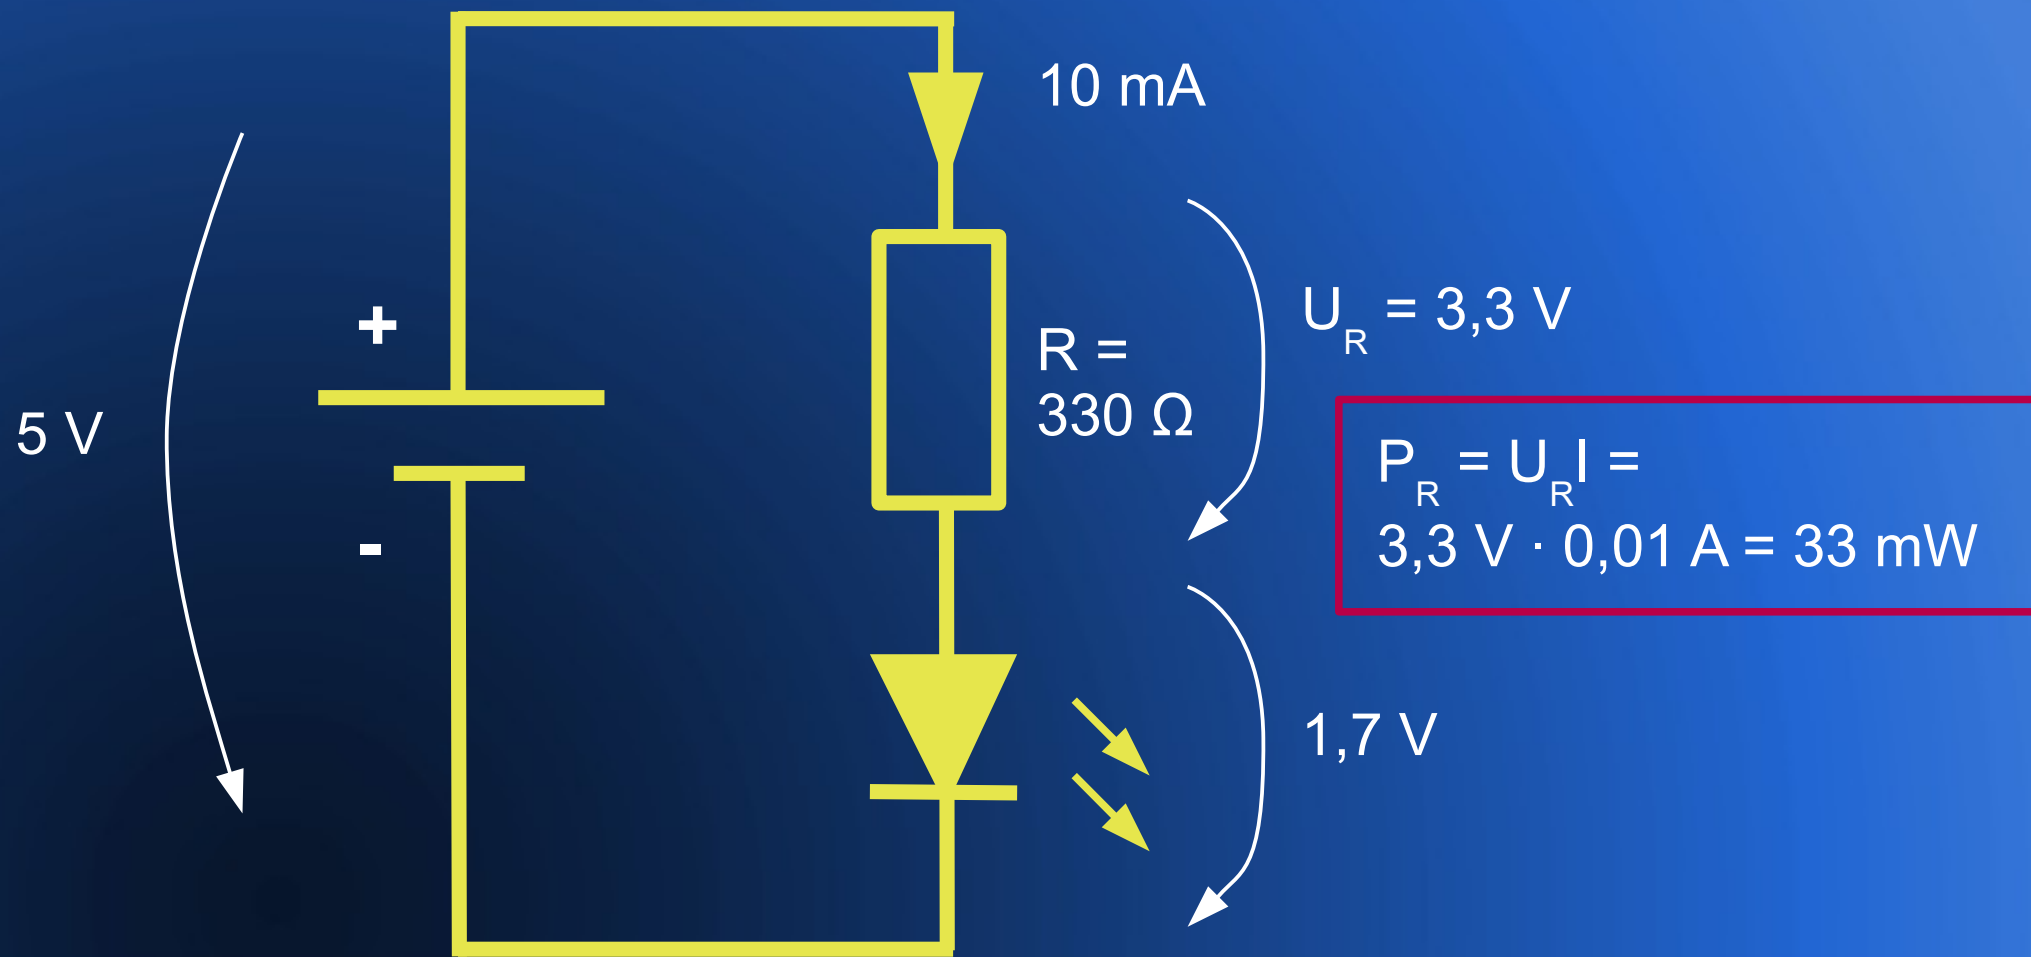 10 mA
+
5 V
-
R =
330 Ω
U_R = 3,3 V
P_R = U_R I =
3,3 V · 0,01 A = 33 mW
1,7 V